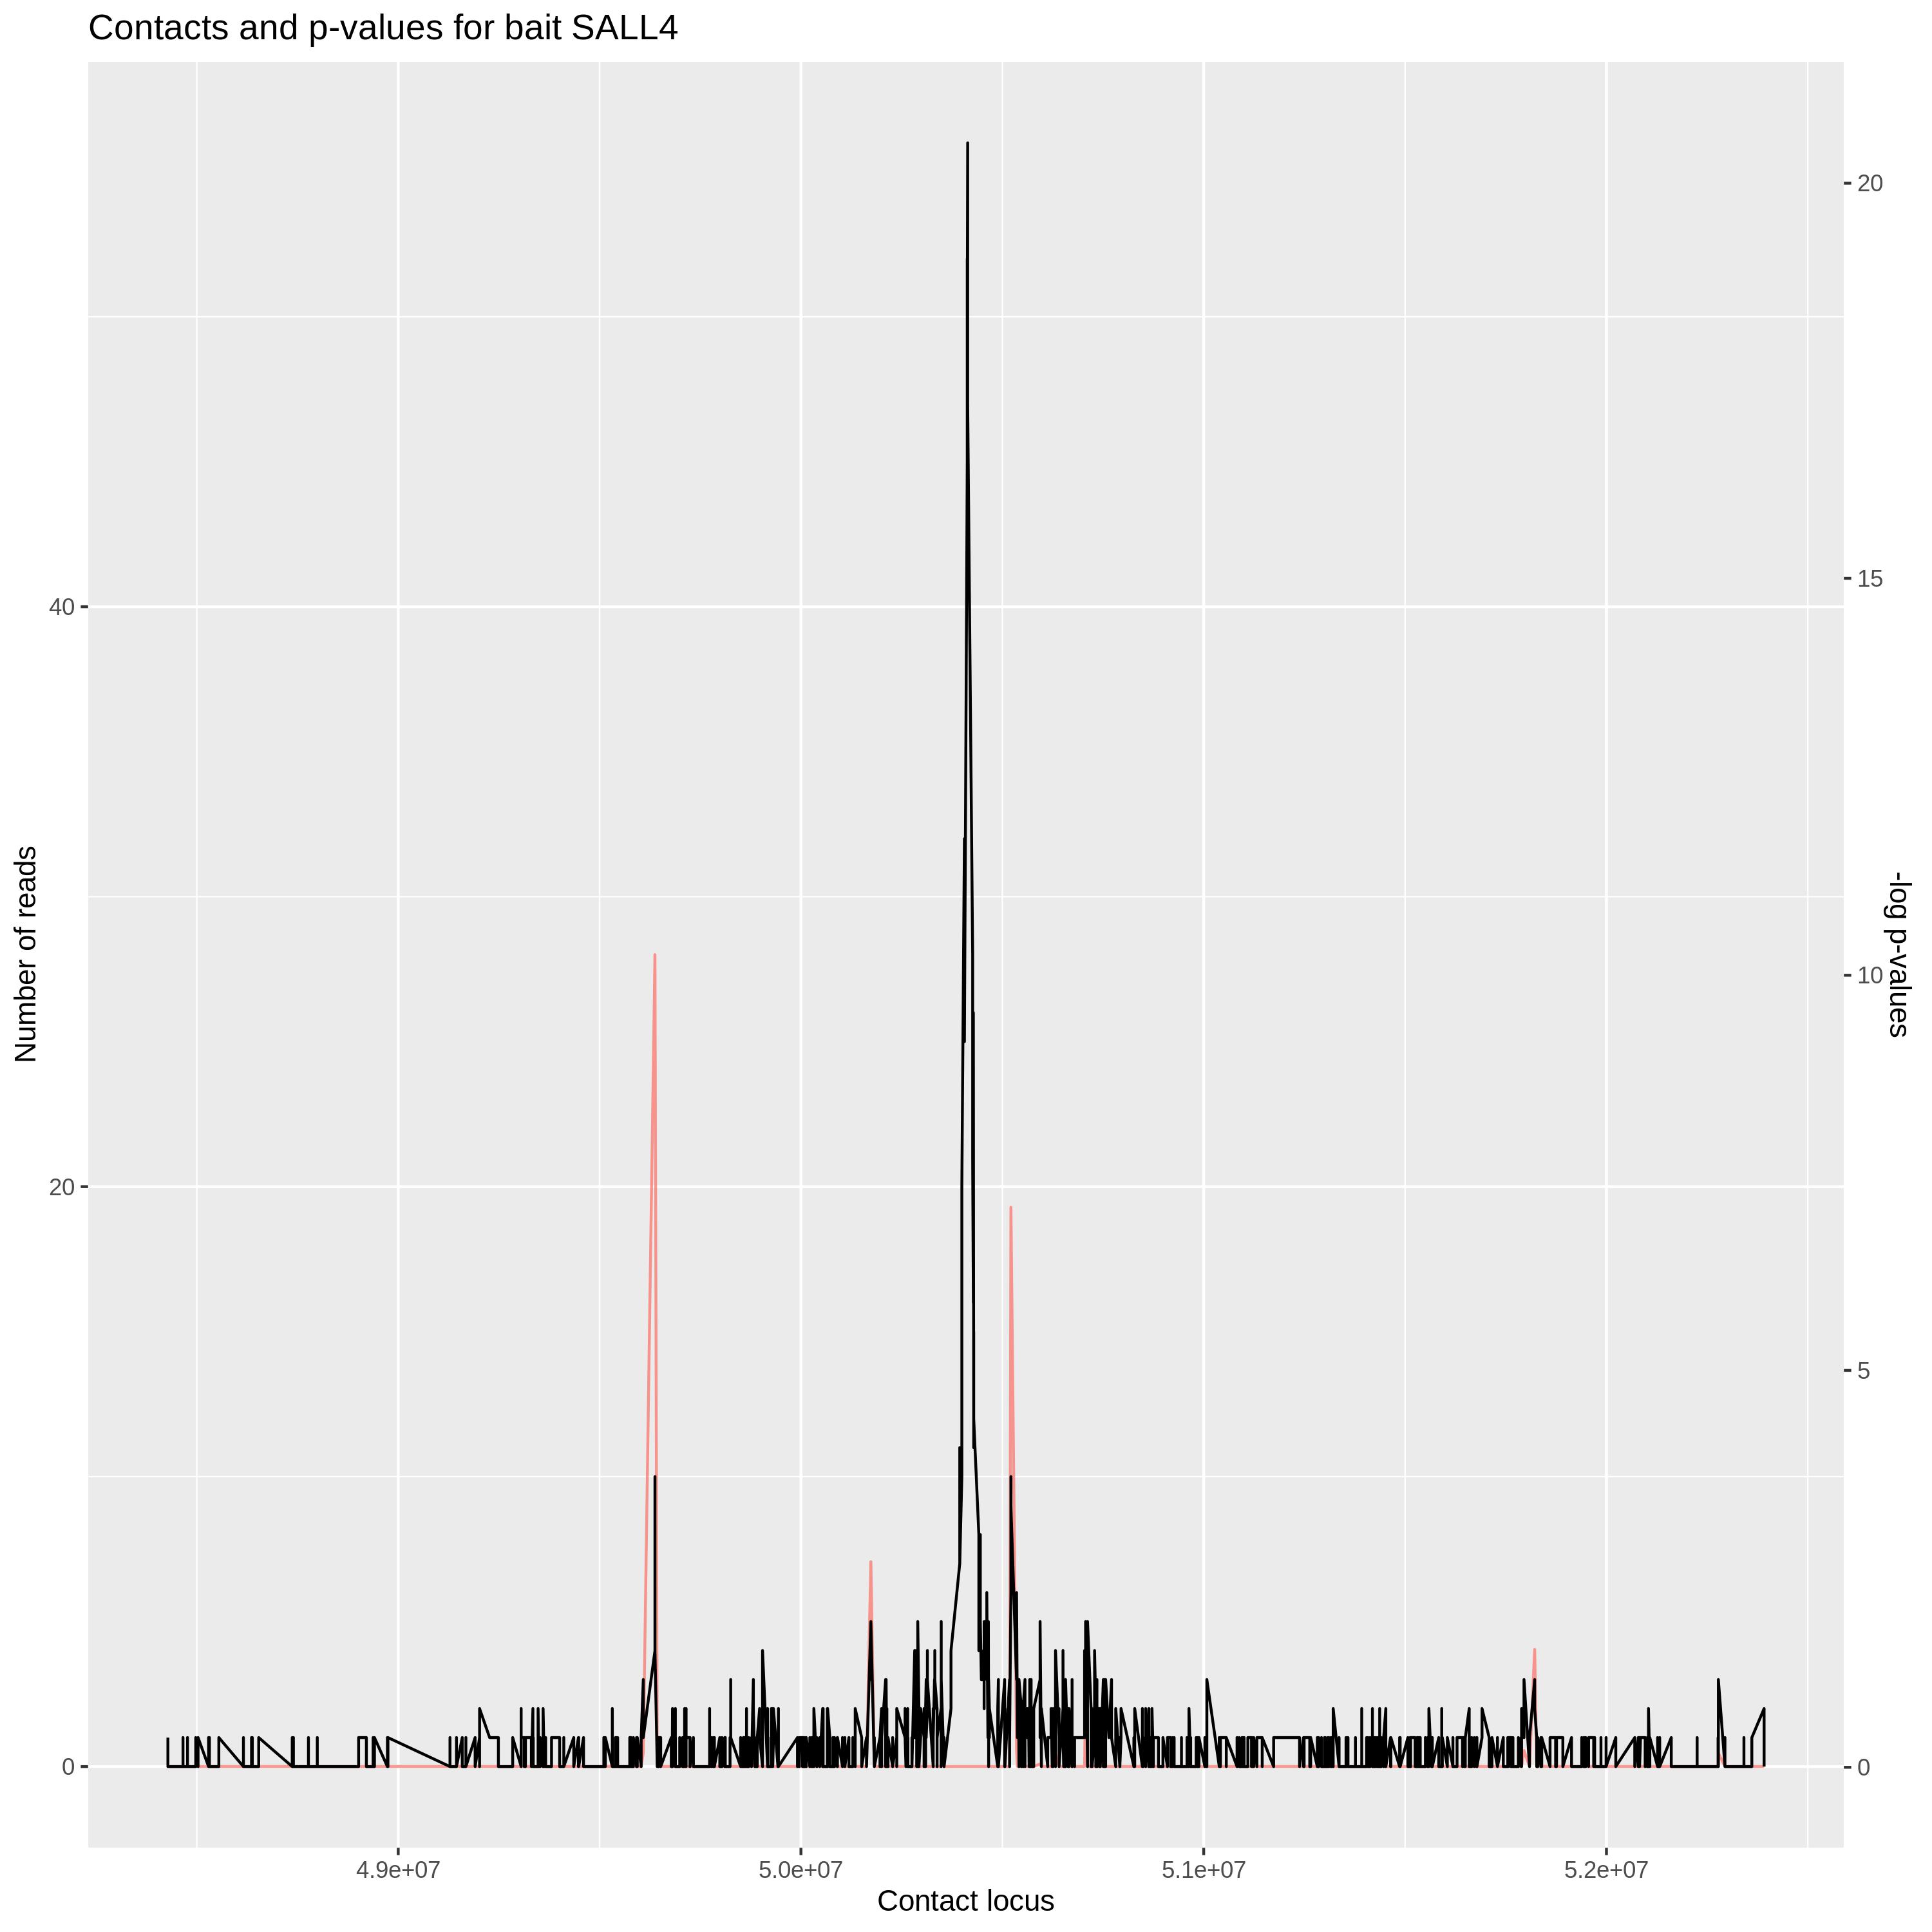 Contacts and p-values for bait SALL4
Number of reads
40
20
0
20
15
10
5
0
-log p-values
4.9e+07 5.0e+07 5.1e+07 5.2e+07
Contact locus